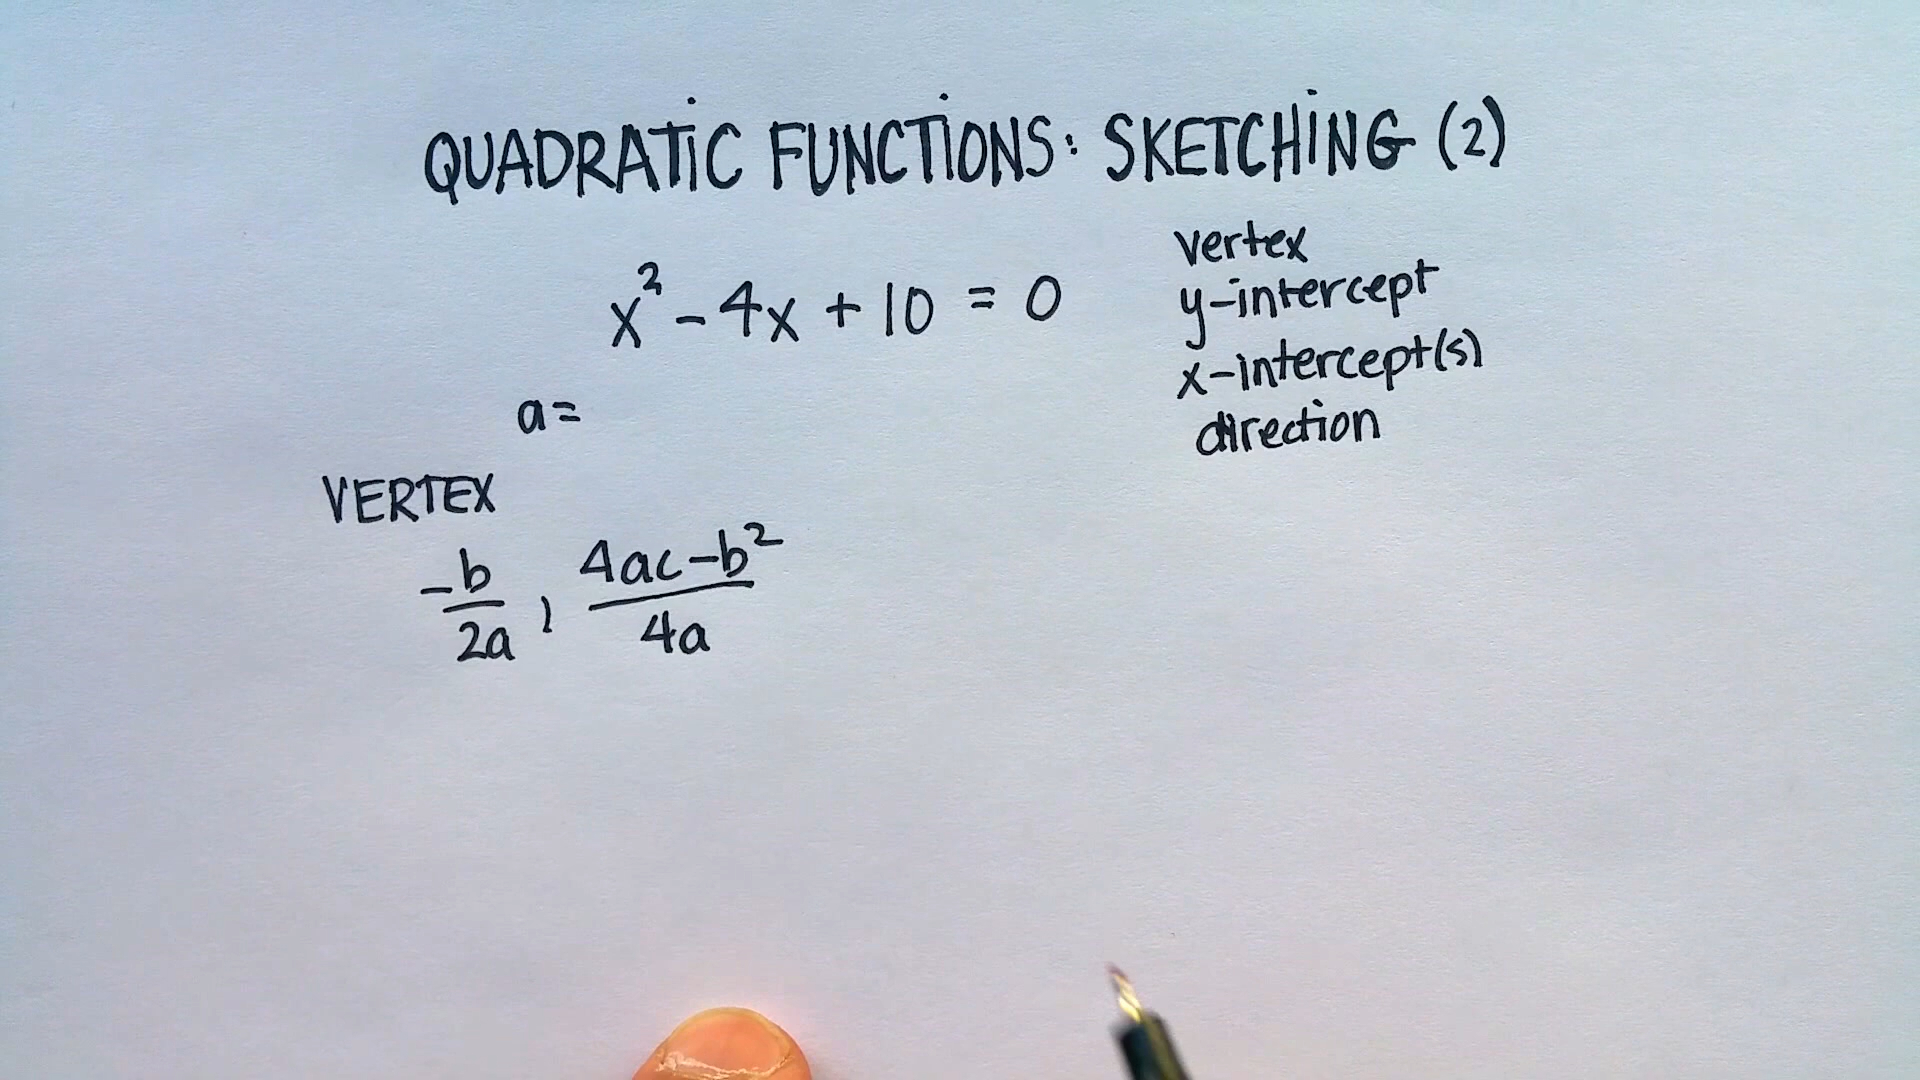 QUADRATIC FUNCTIONS: SKETCHING (2)
x² - 4x + 10 = 0
vertex
y-intercept
x-intercept(s)
direction
a=
VERTEX
-b/2a , 4ac-b²/4a